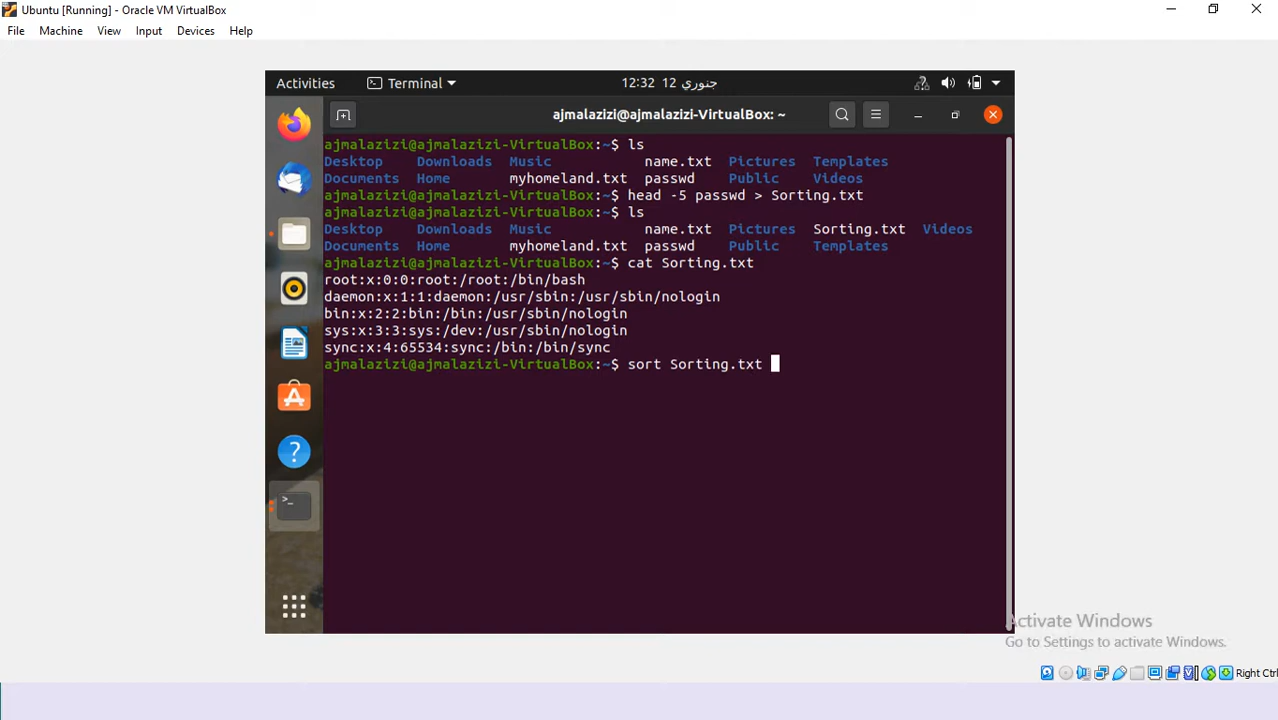 Ubuntu [Running] - Oracle VM VirtualBox
File Machine View Input Devices Help
Activities Terminal 12:32 12 جنوري
ajmalazizi@ajmalazizi-VirtualBox: ~
ajmalazizi@ajmalazizi-VirtualBox:~$ ls
Desktop Downloads Music name.txt Pictures Templates
Documents Home myhomeland.txt passwd Public Videos
ajmalazizi@ajmalazizi-VirtualBox:~$ head -5 passwd > Sorting.txt
ajmalazizi@ajmalazizi-VirtualBox:~$ ls
Desktop Downloads Music name.txt Pictures Sorting.txt Videos
Documents Home myhomeland.txt passwd Public Templates
ajmalazizi@ajmalazizi-VirtualBox:~$ cat Sorting.txt
root:x:0:0:root:/root:/bin/bash
daemon:x:1:1:daemon:/usr/sbin:/usr/sbin/nologin
bin:x:2:2:bin:/bin:/usr/sbin/nologin
sys:x:3:3:sys:/dev:/usr/sbin/nologin
sync:x:4:65534:sync:/bin:/bin/sync
ajmalazizi@ajmalazizi-VirtualBox:~$ sort Sorting.txt
Activate Windows
Go to Settings to activate Windows.
Right Ctrl